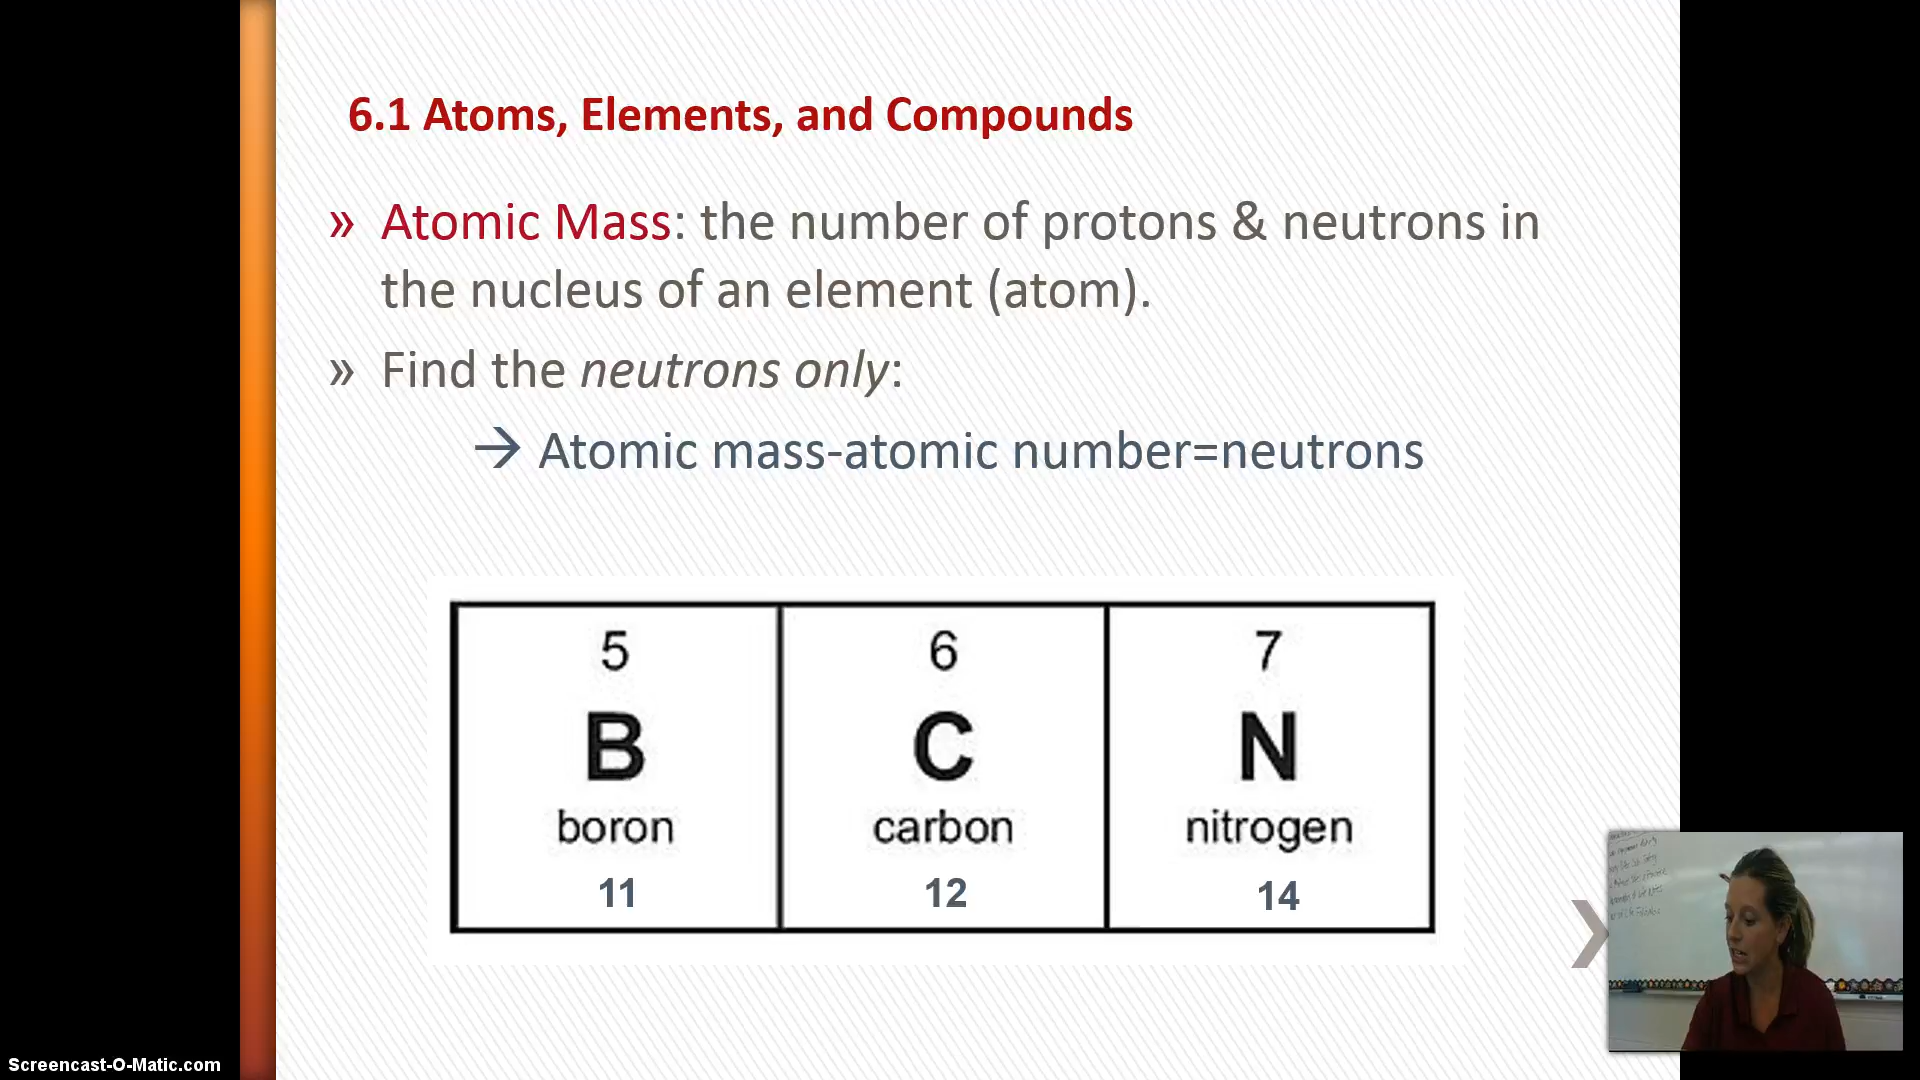 6.1 Atoms, Elements, and Compounds
» Atomic Mass: the number of protons & neutrons in
the nucleus of an element (atom).
» Find the neutrons only:
→ Atomic mass-atomic number=neutrons
5 6 7
B C N
boron carbon nitrogen
11 12 14
Screencast-O-Matic.com